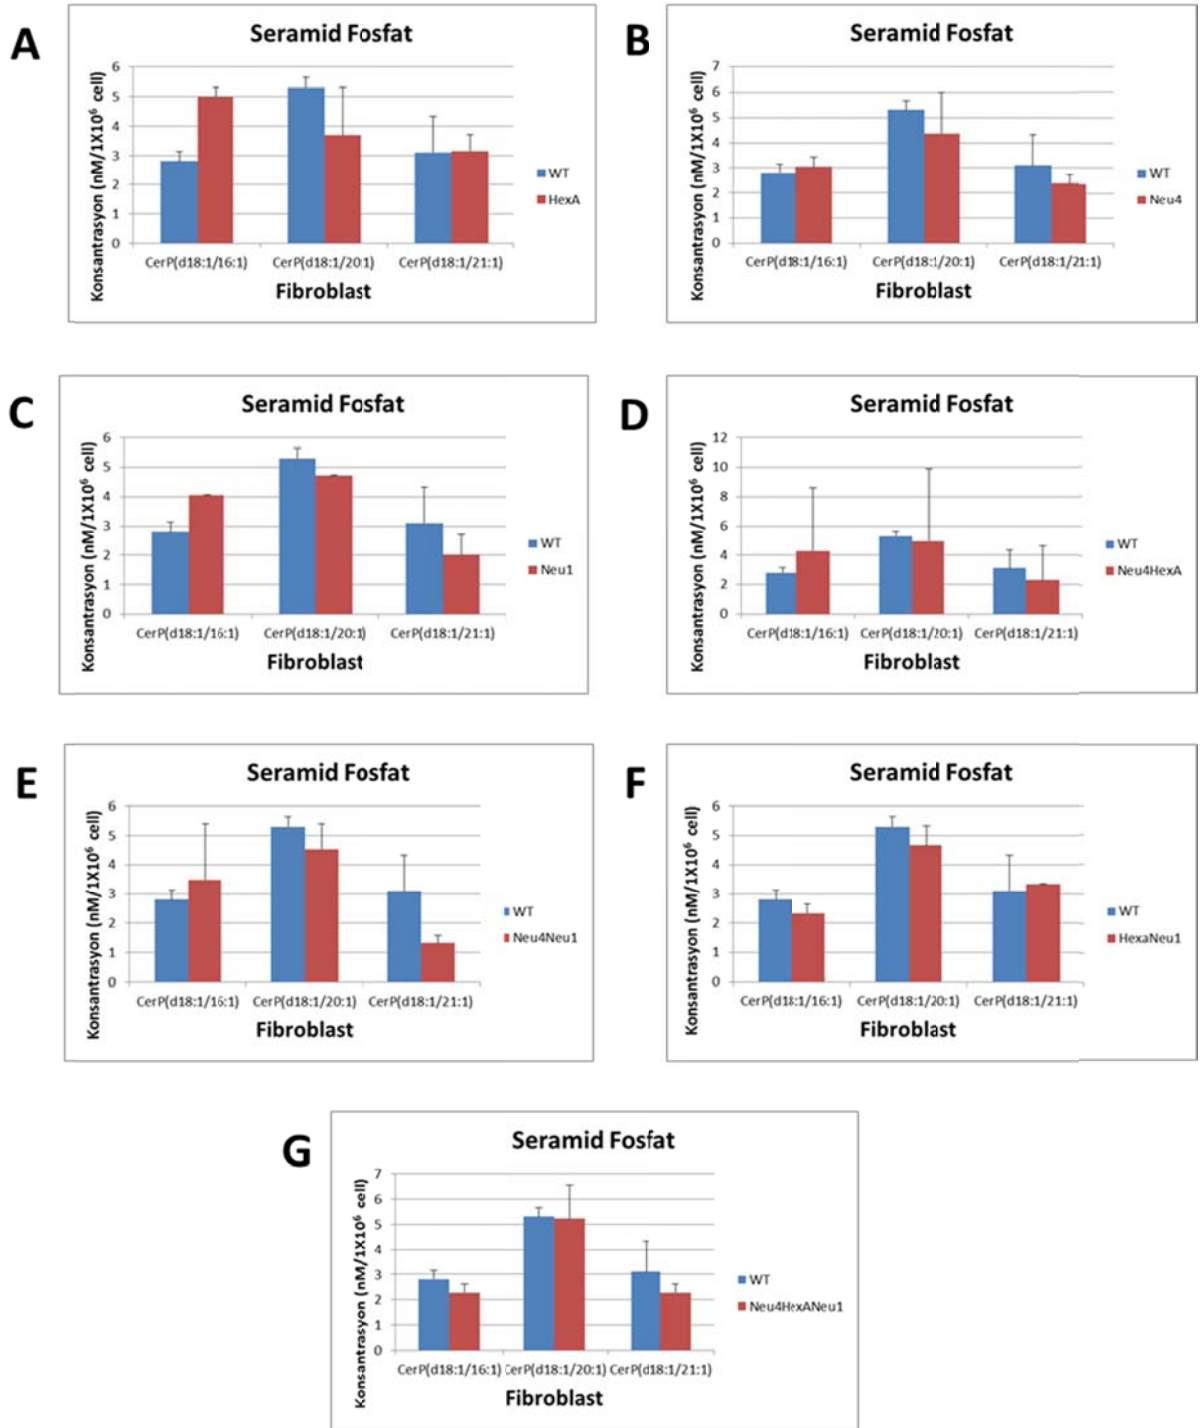 A
Seramid Fosfat
Konsantrasyon (nM/1X10⁶ cell)
6
5
4
3
2
1
0
CerP(d18:1/16:1) CerP(d18:1/20:1) CerP(d18:1/21:1)
Fibroblast
WT
HexA
B
Seramid Fosfat
Konsantrasyon (nM/1X10⁶ cell)
7
6
5
4
3
2
1
0
CerP(d18:1/16:1) CerP(d18:1/20:1) CerP(d18:1/21:1)
Fibroblast
WT
Neu4
C
Seramid Fosfat
Konsantrasyon (nM/1X10⁶ cell)
6
5
4
3
2
1
0
CerP(d18:1/16:1) CerP(d18:1/20:1) CerP(d18:1/21:1)
Fibroblast
WT
Neu1
D
Seramid Fosfat
Konsantrasyon (nM/1X10⁶ cell)
12
10
8
6
4
2
0
CerP(d18:1/16:1) CerP(d18:1/20:1) CerP(d18:1/21:1)
Fibroblast
WT
Neu4HexA
E
Seramid Fosfat
Konsantrasyon (nM/1X10⁶ cell)
6
5
4
3
2
1
0
CerP(d18:1/16:1) CerP(d18:1/20:1) CerP(d18:1/21:1)
Fibroblast
WT
Neu4Neu1
F
Seramid Fosfat
Konsantrasyon (nM/1X10⁶ cell)
6
5
4
3
2
1
0
CerP(d18:1/16:1) CerP(d18:1/20:1) CerP(d18:1/21:1)
Fibroblast
WT
HexaNeu1
G
Seramid Fosfat
Konsantrasyon (nM/1X10⁶ cell)
7
6
5
4
3
2
1
0
CerP(d18:1/16:1) CerP(d18:1/20:1) CerP(d18:1/21:1)
Fibroblast
WT
Neu4HexANeu1